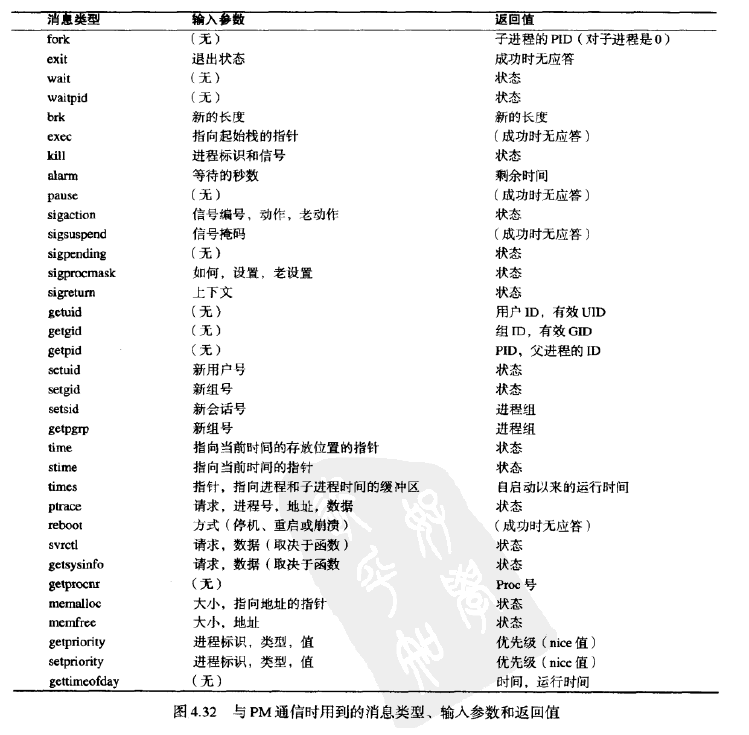 消息类型 输入参数 返回值
fork （无） 子进程的PID（对子进程是0）
exit 退出状态 成功时无应答
wait （无） 状态
waitpid （无） 状态
brk 新的长度 新的长度
exec 指向起始栈的指针 （成功时无应答）
kill 进程标识和信号 状态
alarm 等待的秒数 剩余时间
pause （无） （成功时无应答）
sigaction 信号编号，动作，老动作 状态
sigsuspend 信号掩码 （成功时无应答）
sigpending （无） 状态
sigprocmask 如何，设置，老设置 状态
sigreturn 上下文 状态
getuid （无） 用户ID，有效UID
getgid （无） 组ID，有效GID
getpid （无） PID，父进程的ID
setuid 新用户号 状态
setgid 新组号 状态
setsid 新会话号 进程组
getpgrp 新组号 进程组
time 指向当前时间的存放位置的指针 状态
stime 指向当前时间的指针 状态
times 指针，指向进程和子进程时间的缓冲区 自启动以来的运行时间
ptrace 请求，进程号，地址，数据 状态
reboot 方式（停机、重启或崩溃） （成功时无应答）
svrctl 请求，数据（取决于函数） 状态
getsysinfo 请求，数据（取决于函数 状态
getprocnr （无） Proc 号
memalloc 大小，指向地址的指针 状态
memfree 大小，地址 状态
getpriority 进程标识，类型，值 优先级（nice 值）
setpriority 进程标识，类型，值 优先级（nice 值）
gettimeofday （无） 时间，运行时间
图 4.32 与 PM 通信时用到的消息类型、输入参数和返回值